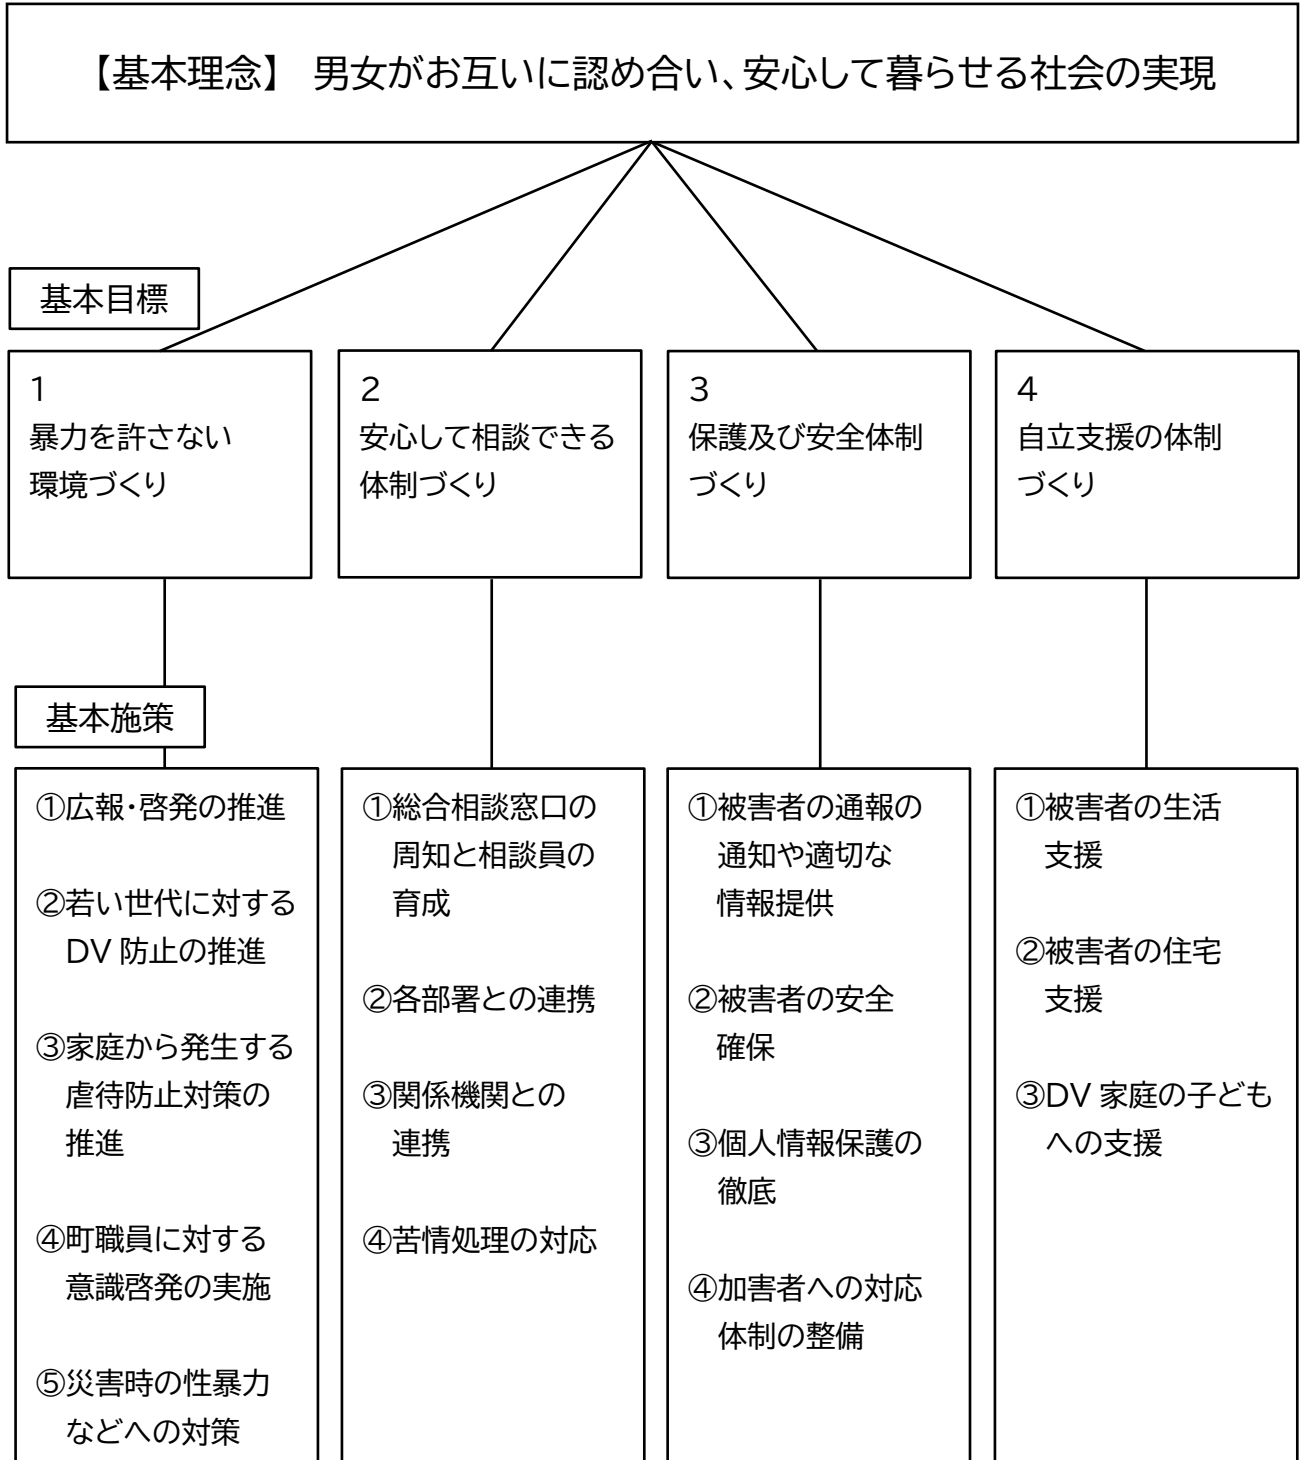 【基本理念】 男女がお互いに認め合い、安心して暮らせる社会の実現
基本目標
1
暴力を許さない
環境づくり
2
安心して相談できる
体制づくり
3
保護及び安全体制
づくり
4
自立支援の体制
づくり
基本施策
①広報・啓発の推進
②若い世代に対する
DV 防止の推進
③家庭から発生する
虐待防止対策の
推進
④町職員に対する
意識啓発の実施
⑤災害時の性暴力
などへの対策
①総合相談窓口の
周知と相談員の
育成
②各部署との連携
③関係機関との
連携
④苦情処理の対応
①被害者の通報の
通知や適切な
情報提供
②被害者の安全
確保
③個人情報保護の
徹底
④加害者への対応
体制の整備
①被害者の生活
支援
②被害者の住宅
支援
③DV 家庭の子ども
への支援